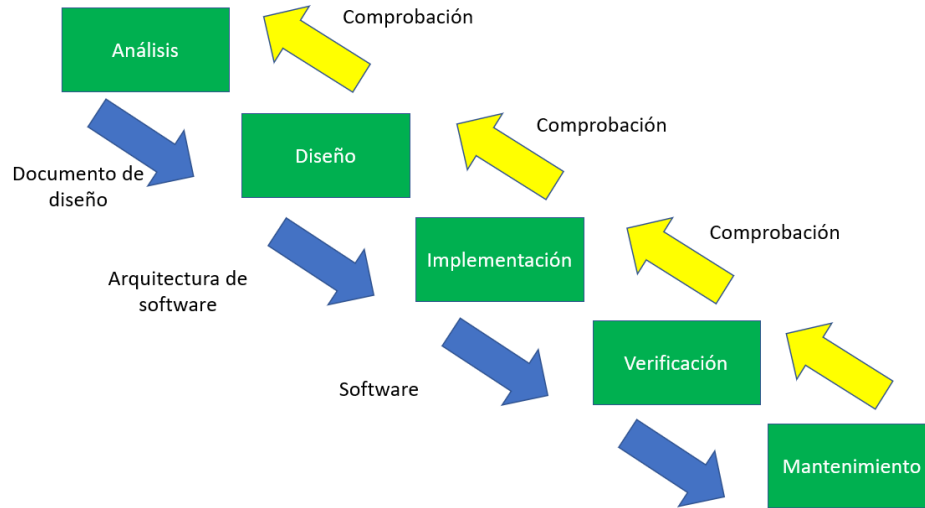 Comprobación
Análisis
Comprobación
Diseño
Documento de
diseño
Comprobación
Implementación
Arquitectura de
software
Verificación
Software
Mantenimiento